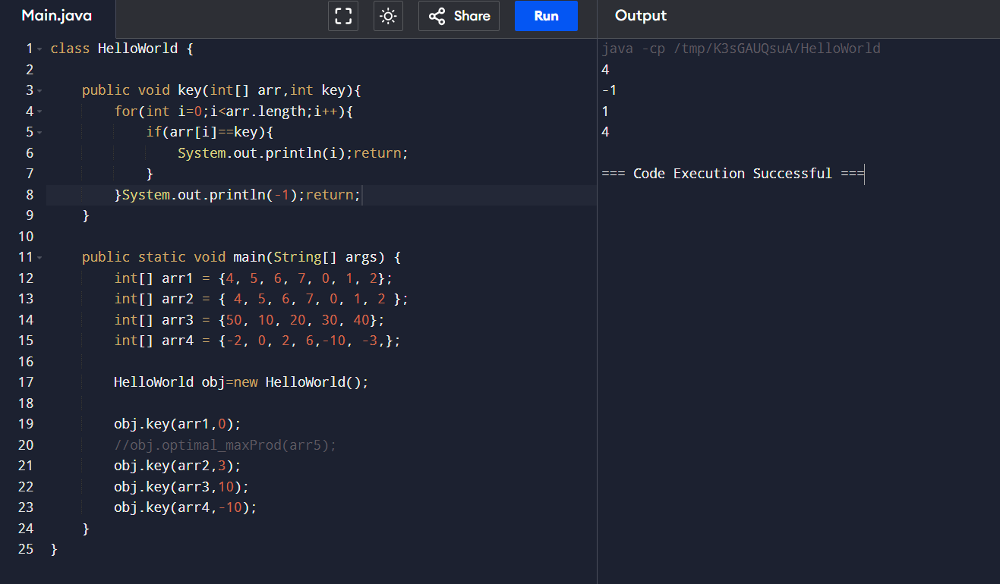 Main.java Share Run Output
1 class HelloWorld {
2
3 public void key(int[] arr,int key){
4 for(int i=0;i<arr.length;i++){
5 if(arr[i]==key){
6 System.out.println(i);return;
7 }
8 }System.out.println(-1);return;
9 }
10
11 public static void main(String[] args) {
12 int[] arr1 = {4, 5, 6, 7, 0, 1, 2};
13 int[] arr2 = { 4, 5, 6, 7, 0, 1, 2 };
14 int[] arr3 = {50, 10, 20, 30, 40};
15 int[] arr4 = {-2, 0, 2, 6,-10, -3,};
16
17 HelloWorld obj=new HelloWorld();
18
19 obj.key(arr1,0);
20 //obj.optimal_maxProd(arr5);
21 obj.key(arr2,3);
22 obj.key(arr3,10);
23 obj.key(arr4,-10);
24 }
25 }
java -cp /tmp/K3sGAUQsuA/HelloWorld
4
-1
1
4
=== Code Execution Successful ===